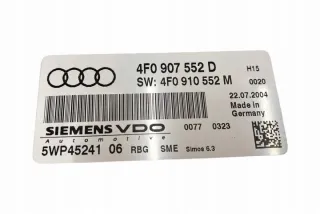 4F0 907 552 D H15
SW: 4F0 910 552 M 0020
22.07.2004
Made in
Germany
SIEMENS VDO 0077 0323
Automotive
5WP45241 06 RBG SME Simos 6.3